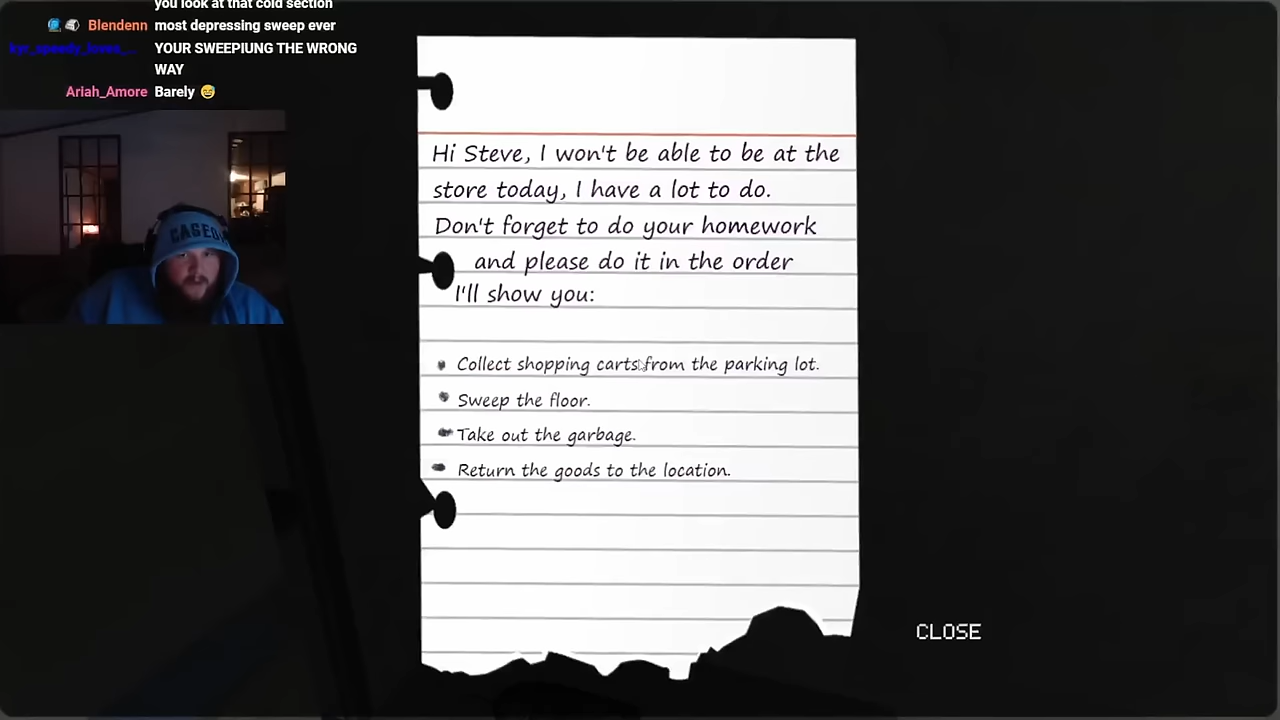 you look at that cold section
Blendenn most depressing sweep ever
YOUR SWEEPIUNG THE WRONG
WAY
Ariah_Amore Barely 😅
Hi Steve, I won't be able to be at the
store today, I have a lot to do.
Don't forget to do your homework
and please do it in the order
I'll show you:
Collect shopping carts from the parking lot.
Sweep the floor.
Take out the garbage.
Return the goods to the location.
CLOSE